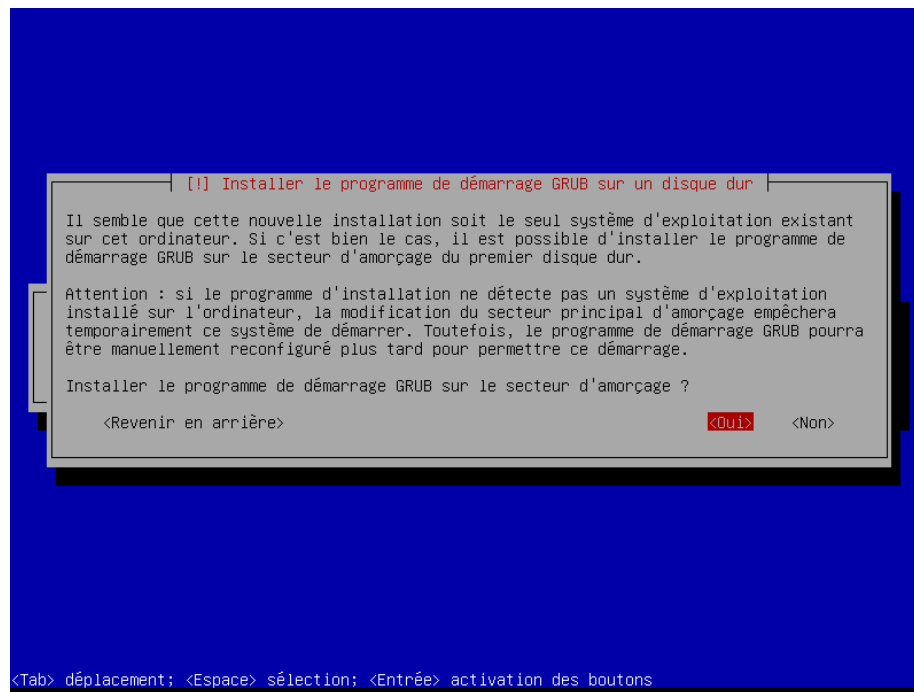 [!] Installer le programme de démarrage GRUB sur un disque dur
Il semble que cette nouvelle installation soit le seul système d'exploitation existant
sur cet ordinateur. Si c'est bien le cas, il est possible d'installer le programme de
démarrage GRUB sur le secteur d'amorçage du premier disque dur.
Attention : si le programme d'installation ne détecte pas un système d'exploitation
installé sur l'ordinateur, la modification du secteur principal d'amorçage empêchera
temporairement ce système de démarrer. Toutefois, le programme de démarrage GRUB pourra
être manuellement reconfiguré plus tard pour permettre ce démarrage.
Installer le programme de démarrage GRUB sur le secteur d'amorçage ?
<Revenir en arrière> <Oui> <Non>
<Tab> déplacement; <Espace> sélection; <Entrée> activation des boutons